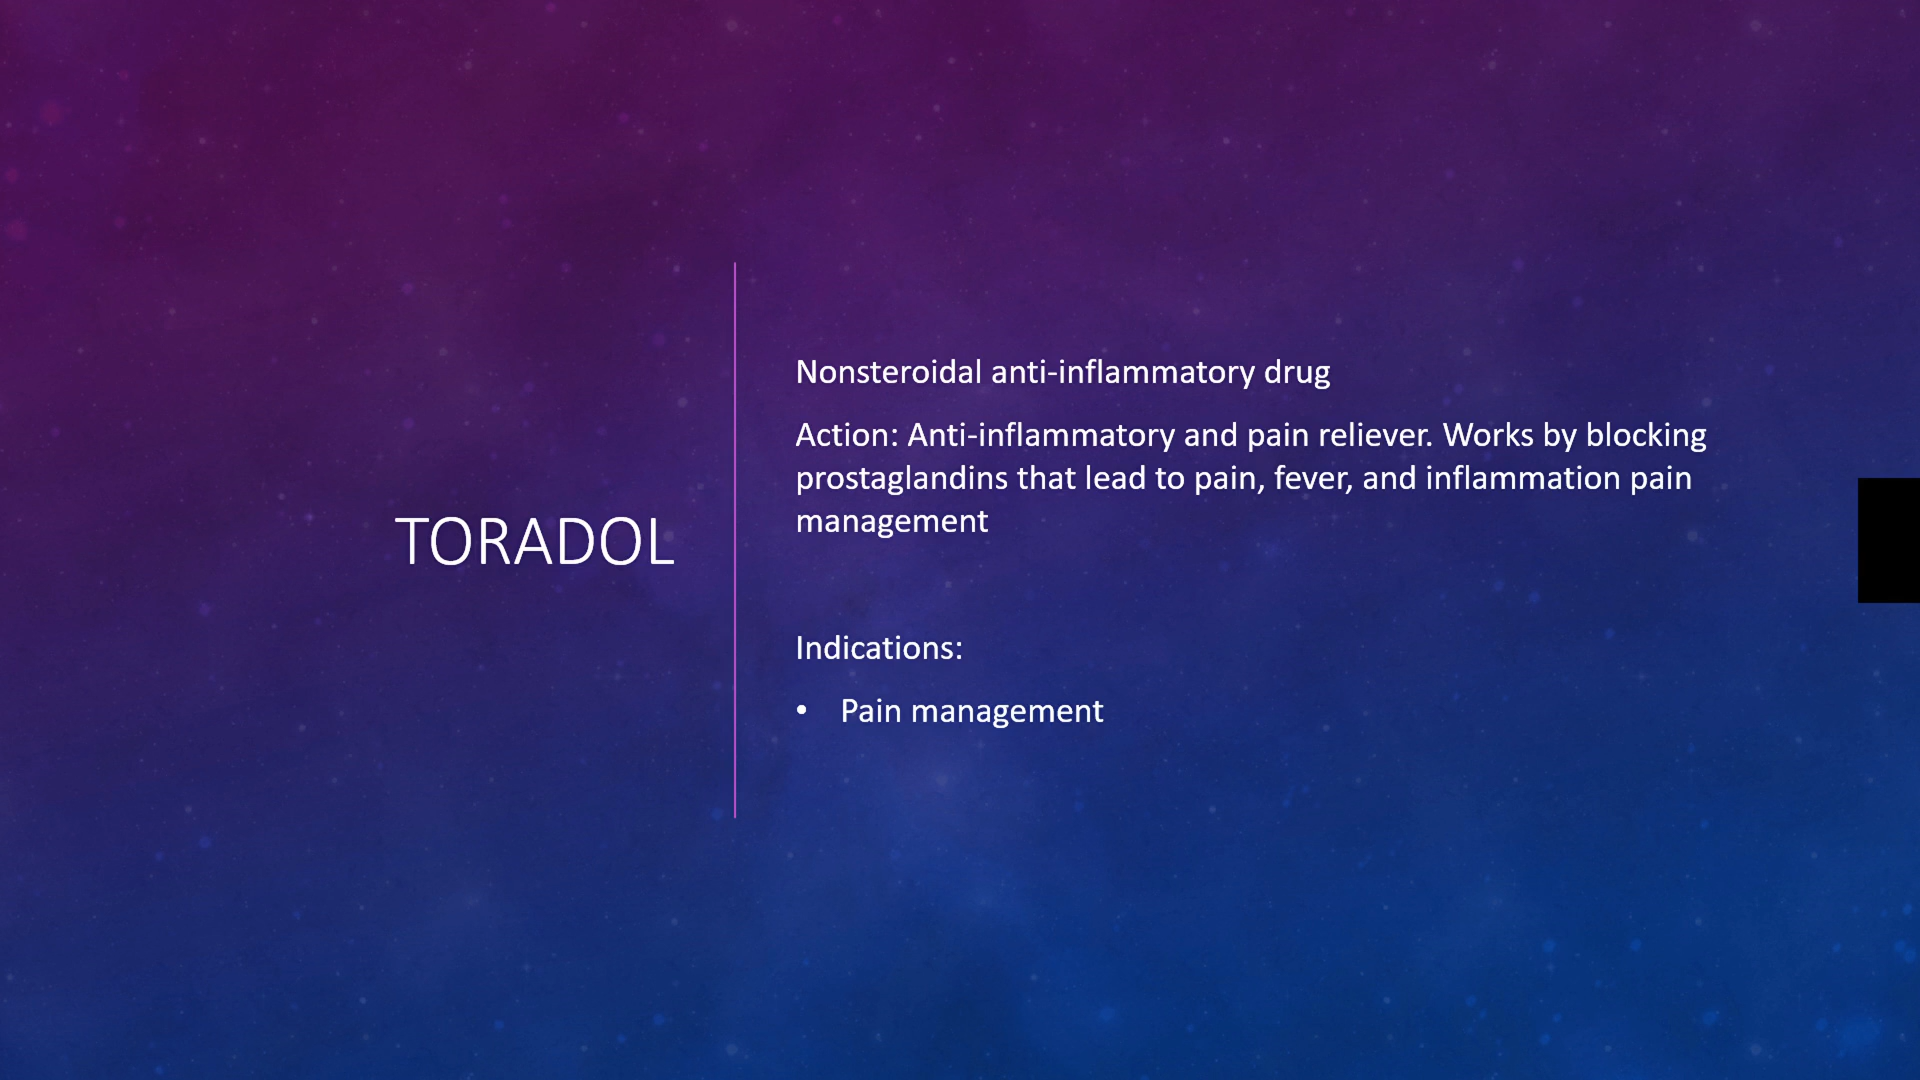 TORADOL
Nonsteroidal anti-inflammatory drug
Action: Anti-inflammatory and pain reliever. Works by blocking
prostaglandins that lead to pain, fever, and inflammation pain
management
Indications:
• Pain management